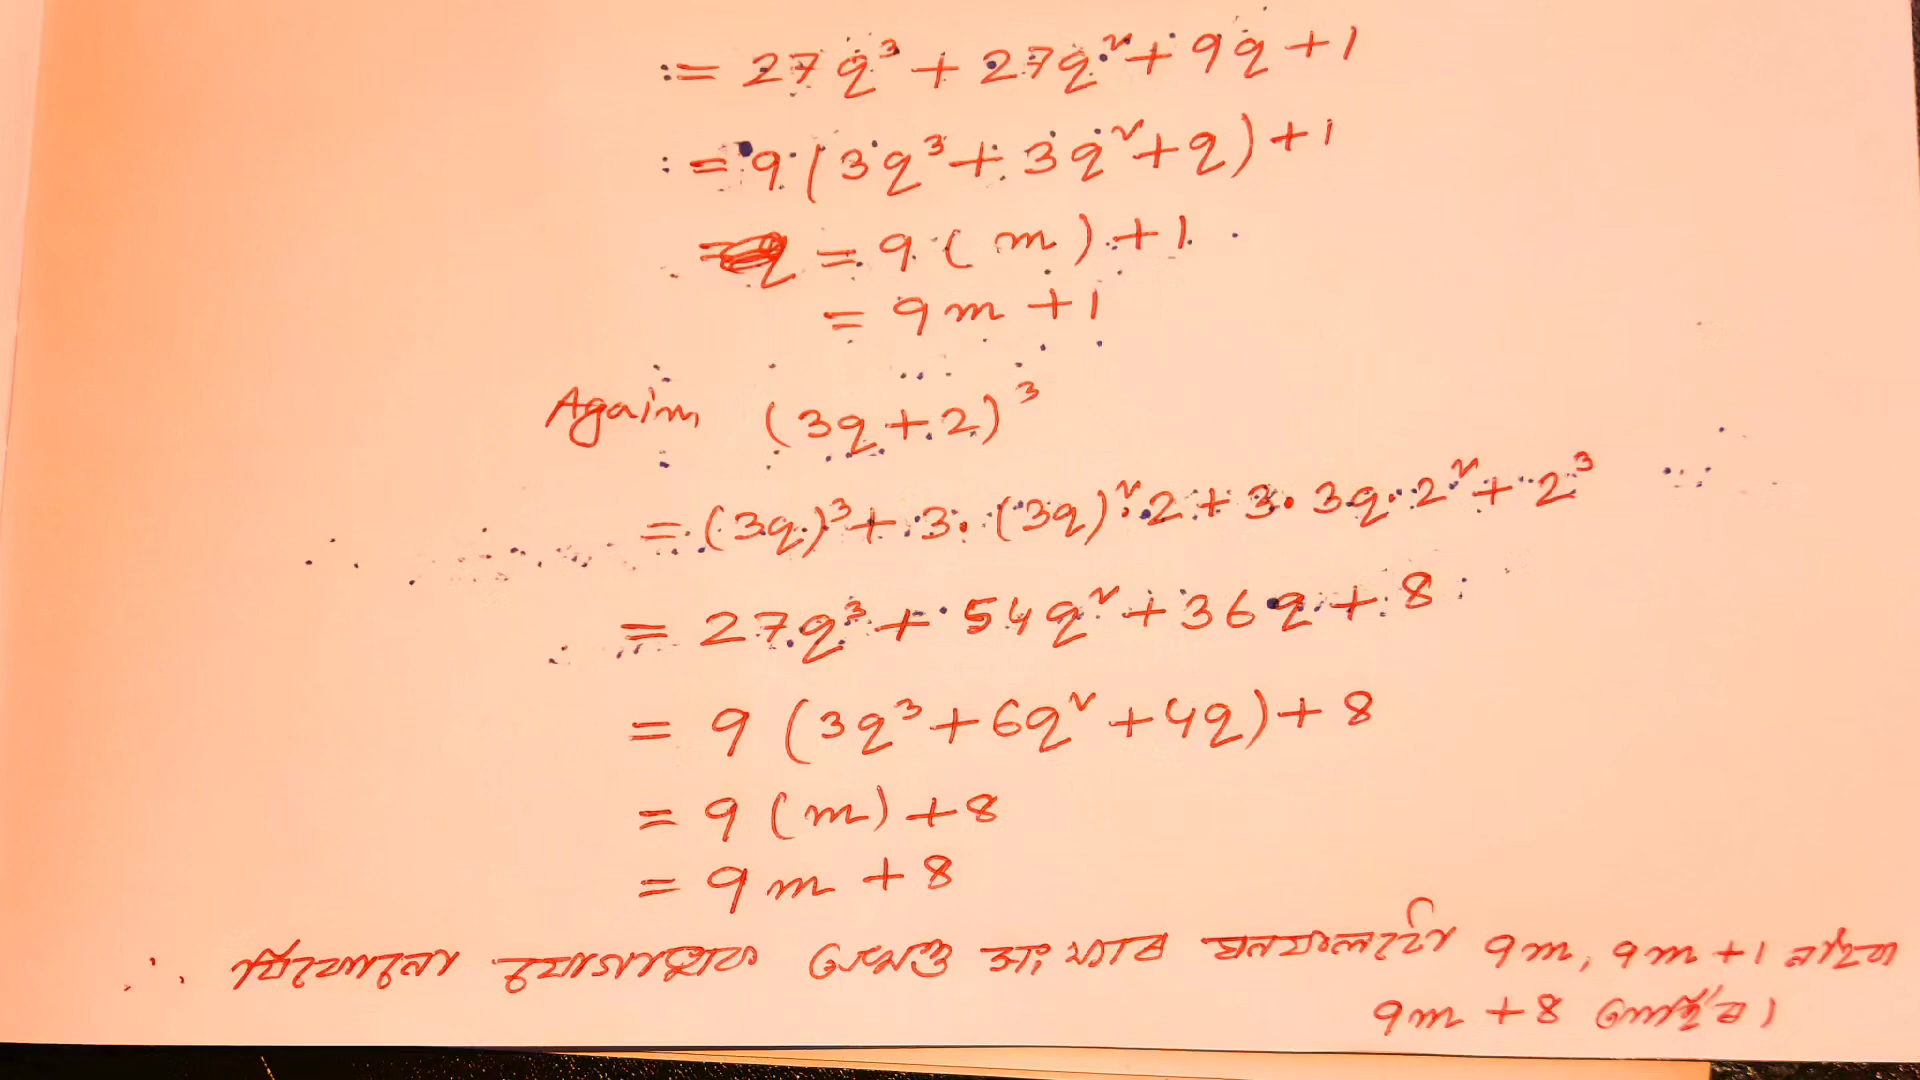 := 27q³ + 27q² + 9q + 1
:= 9(3q³ + 3q² + q) + 1
= 9(m) + 1
= 9m + 1
Again, (3q + 2)³
= (3q)³ + 3. (3q)².2 + 3. 3q. 2² + 2³
= 27q³ + 54q² + 36q + 8
= 9 (3q³ + 6q² + 4q) + 8
= 9 (m) + 8
= 9m + 8
∴ যিকোনো যোগাত্মক অখণ্ড সংখ্যাৰ ঘনফলটো 9m, 9m + 1 নাইবা
9m + 8